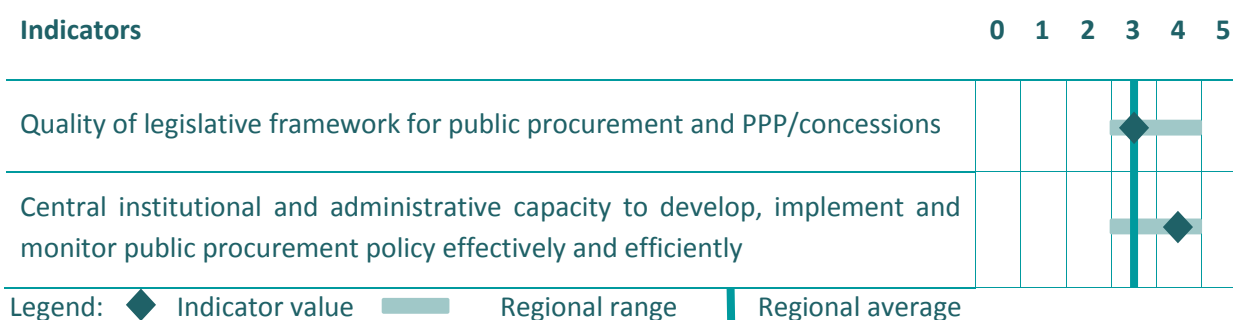 Indicators 0 1 2 3 4 5
Quality of legislative framework for public procurement and PPP/concessions
Central institutional and administrative capacity to develop, implement and
monitor public procurement policy effectively and efficiently
Legend: Indicator value Regional range Regional average